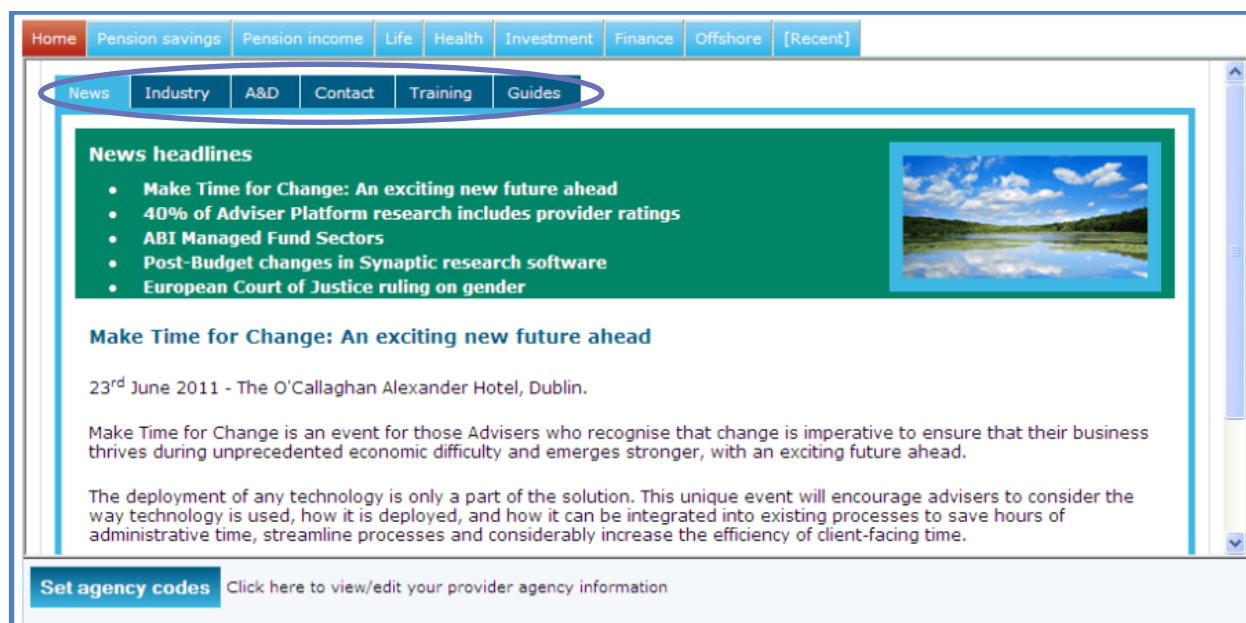 Home Pension savings Pension income Life Health Investment Finance Offshore [Recent]
News Industry A&D Contact Training Guides
News headlines
• Make Time for Change: An exciting new future ahead
• 40% of Adviser Platform research includes provider ratings
• ABI Managed Fund Sectors
• Post-Budget changes in Synaptic research software
• European Court of Justice ruling on gender
Make Time for Change: An exciting new future ahead
23rd June 2011 - The O'Callaghan Alexander Hotel, Dublin.
Make Time for Change is an event for those Advisers who recognise that change is imperative to ensure that their business
thrives during unprecedented economic difficulty and emerges stronger, with an exciting future ahead.
The deployment of any technology is only a part of the solution. This unique event will encourage advisers to consider the
way technology is used, how it is deployed, and how it can be integrated into existing processes to save hours of
administrative time, streamline processes and considerably increase the efficiency of client-facing time.
Set agency codes Click here to view/edit your provider agency information